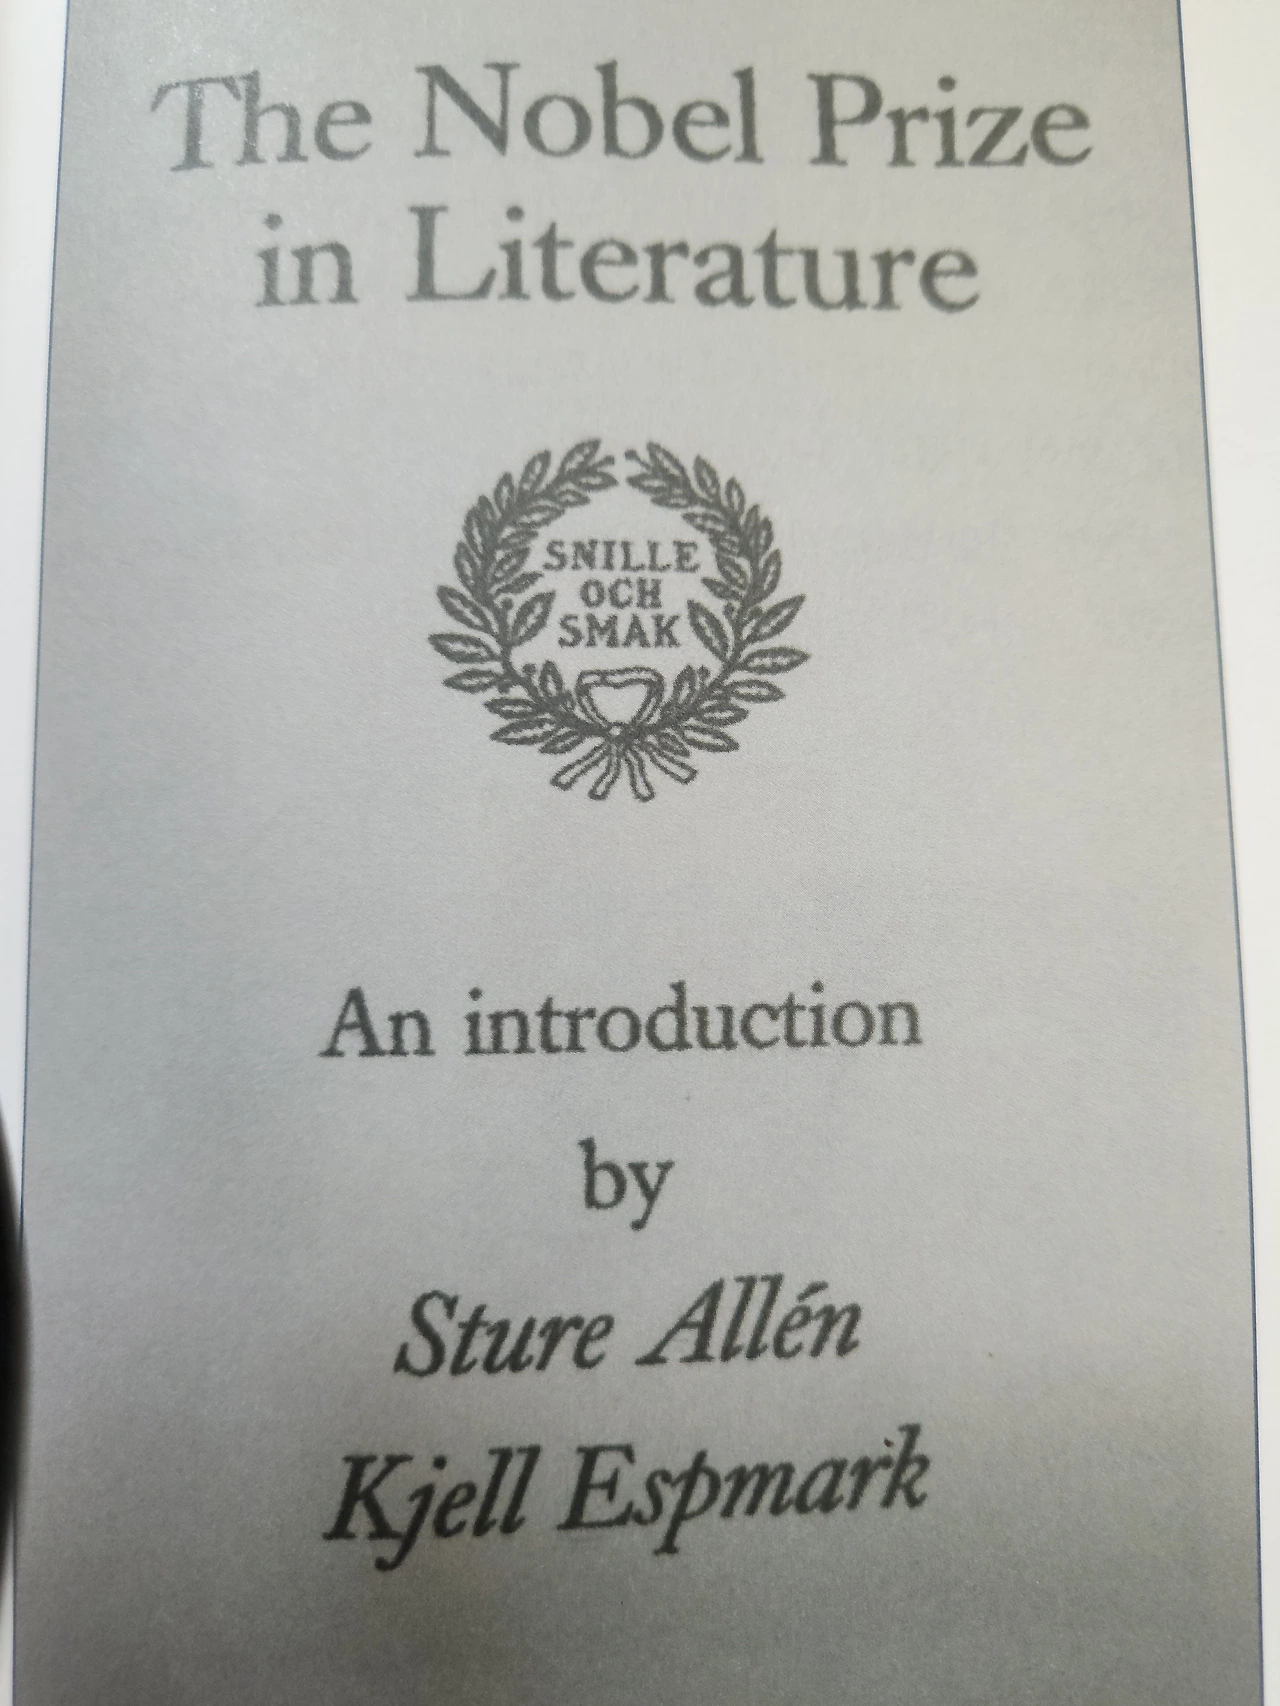 The Nobel Prize
in Literature
SNILLE
OCH
SMAK
An introduction
by
Sture Allén
Kjell Espmark